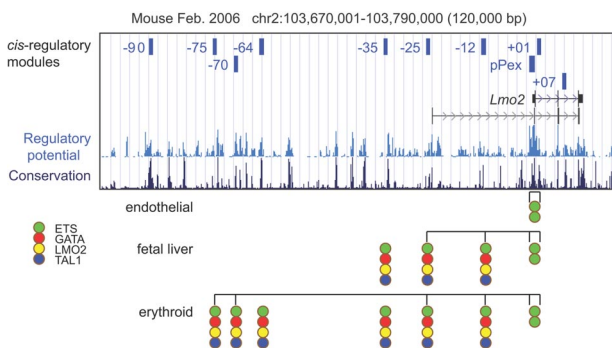 Mouse Feb. 2006 chr2:103,670,001-103,790,000 (120,000 bp)
cis-regulatory
modules
-90
-75
-64
-35
-25
-12
+01
-70
pPex
+07
Lmo2
Regulatory
potential
Conservation
endothelial
ETS
GATA
LMO2
TAL1
fetal liver
erythroid